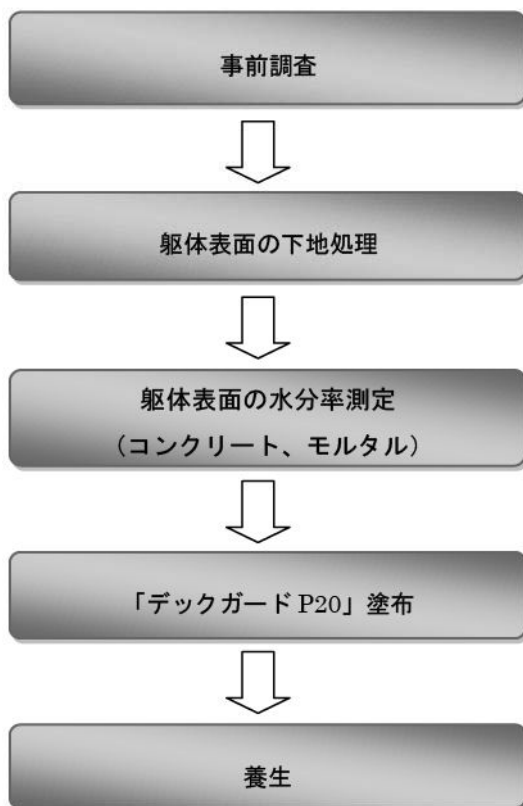 事前調査
躯体表面の下地処理
躯体表面の水分率測定
（コンクリート、モルタル）
「デックガード P20」塗布
養生